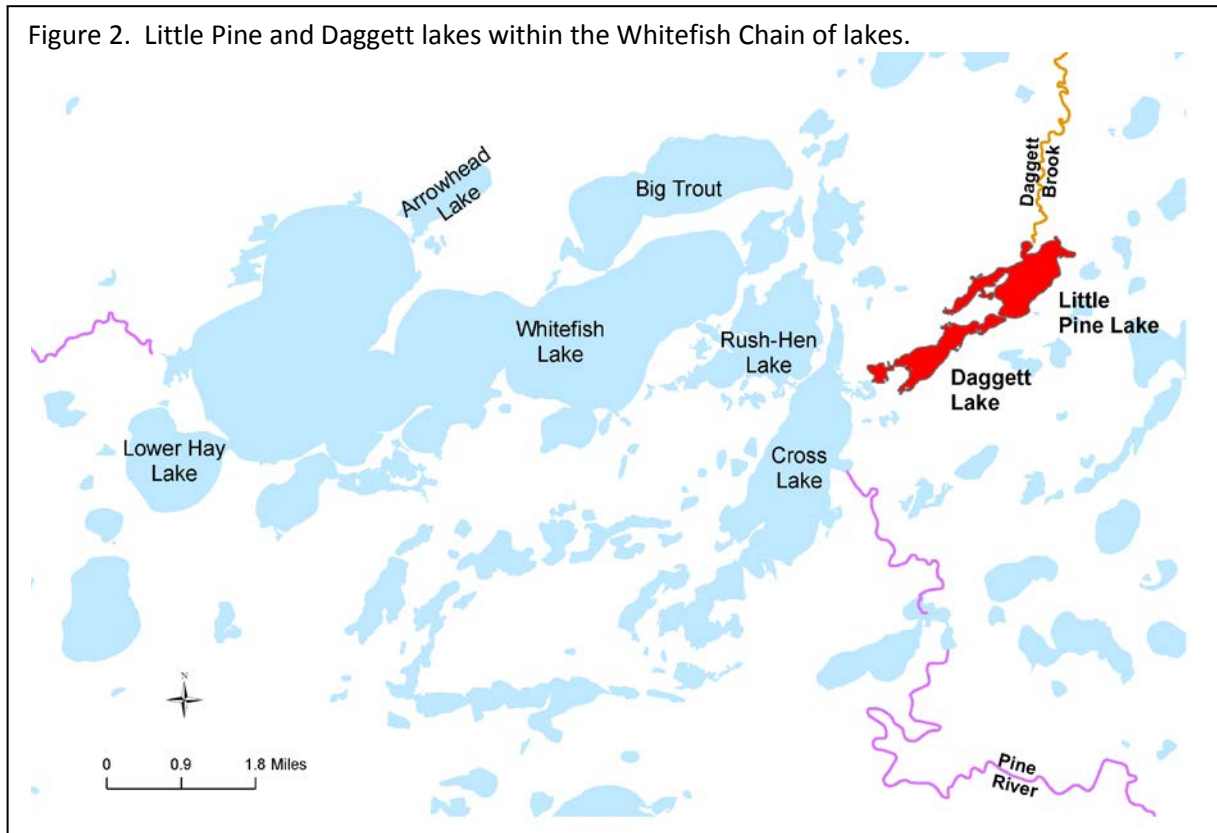 Figure 2.  Little Pine and Daggett lakes within the Whitefish Chain of lakes.
Daggett
Brook
Arrowhead
Lake
Big Trout
Little
Pine Lake
Whitefish
Lake
Rush-Hen
Lake
Daggett
Lake
Lower Hay
Lake
Cross
Lake
N
0 0.9 1.8 Miles
Pine
River